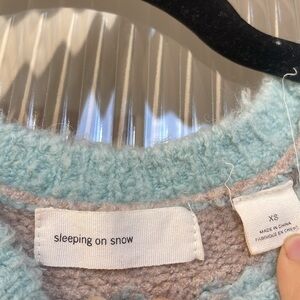 sleeping on snow
XS
MADE IN CHINA
FABRIQUÉ EN CHINE